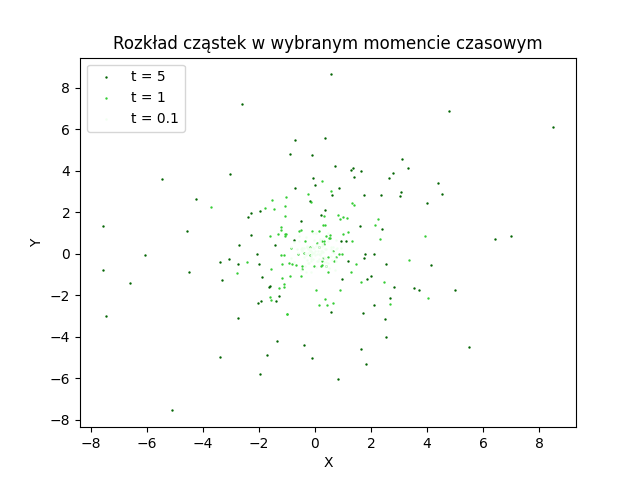 Rozkład cząstek w wybranym momencie czasowym
t = 5
t = 1
t = 0.1
8
6
4
2
0
−2
−4
−6
−8
Y
−8 −6 −4 −2 0 2 4 6 8
X